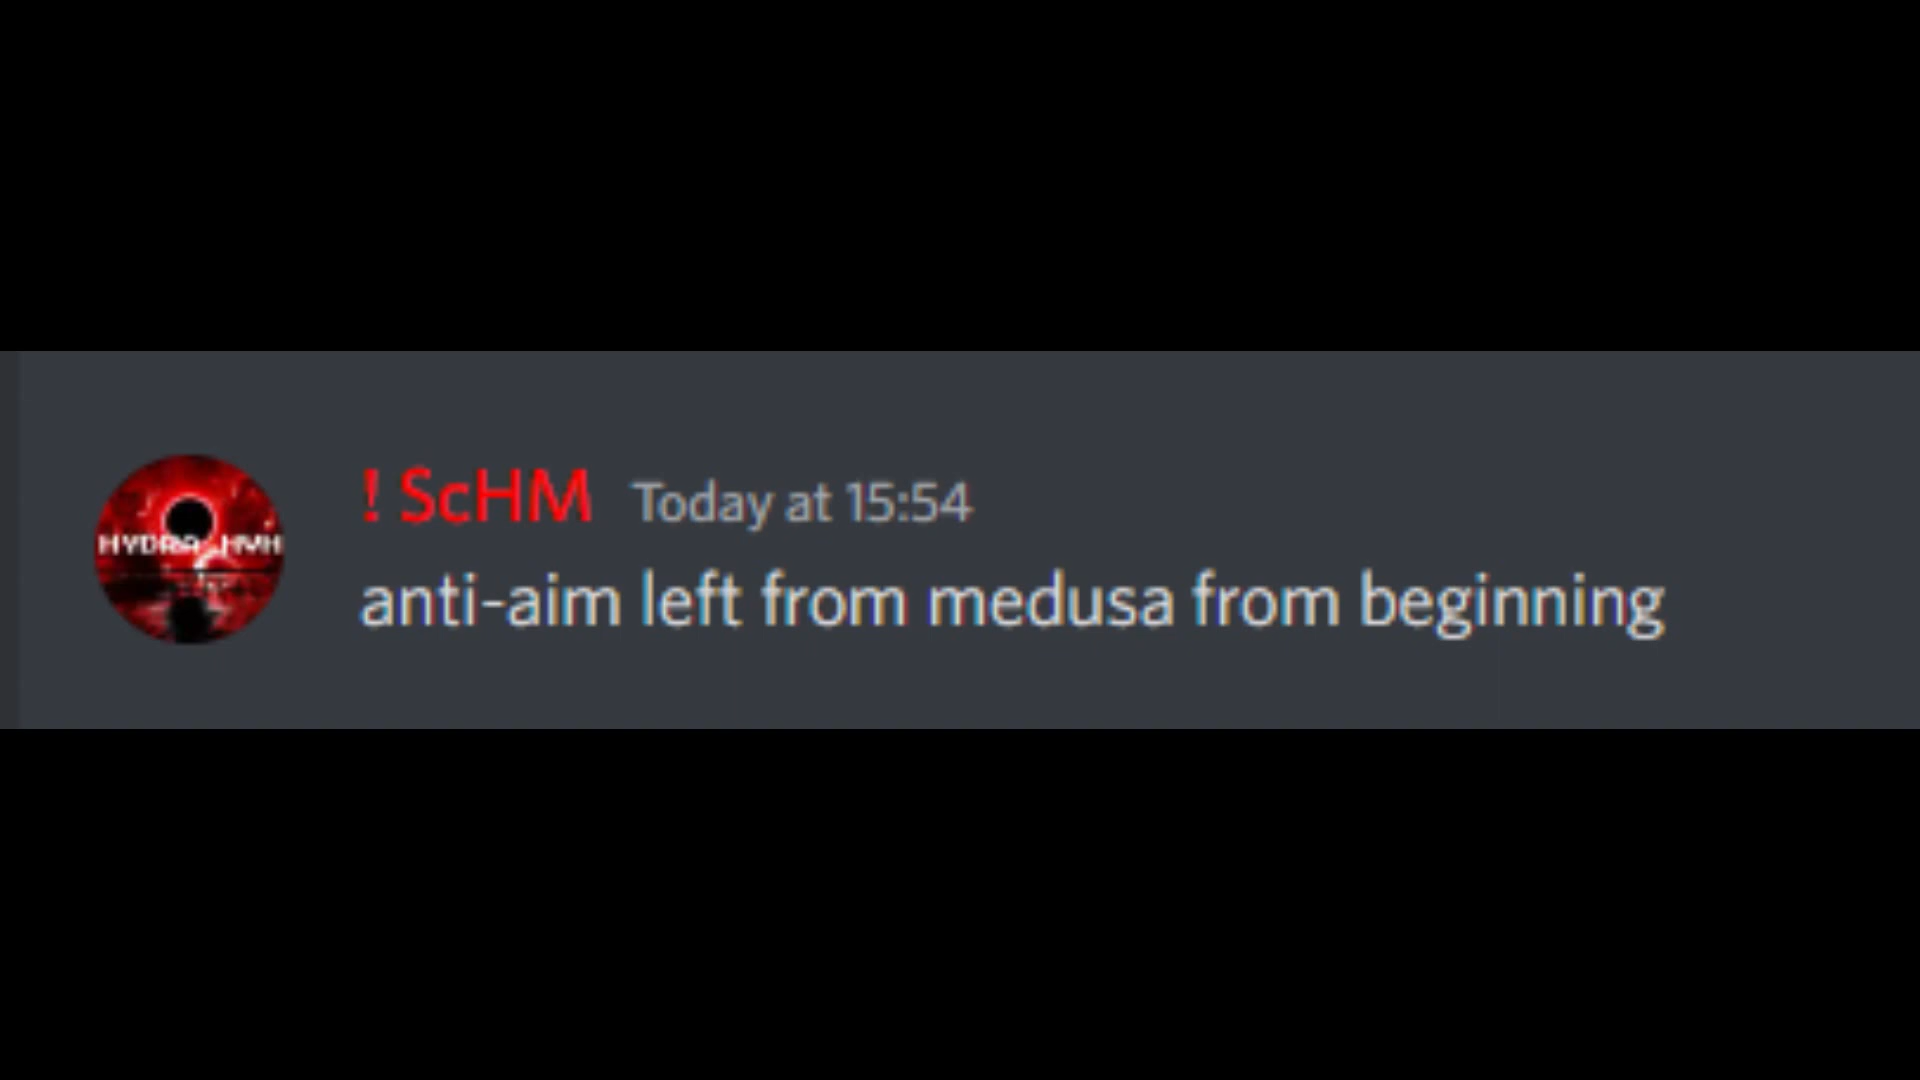 ! ScHM Today at 15:54
HYDRA HVH
anti-aim left from medusa from beginning